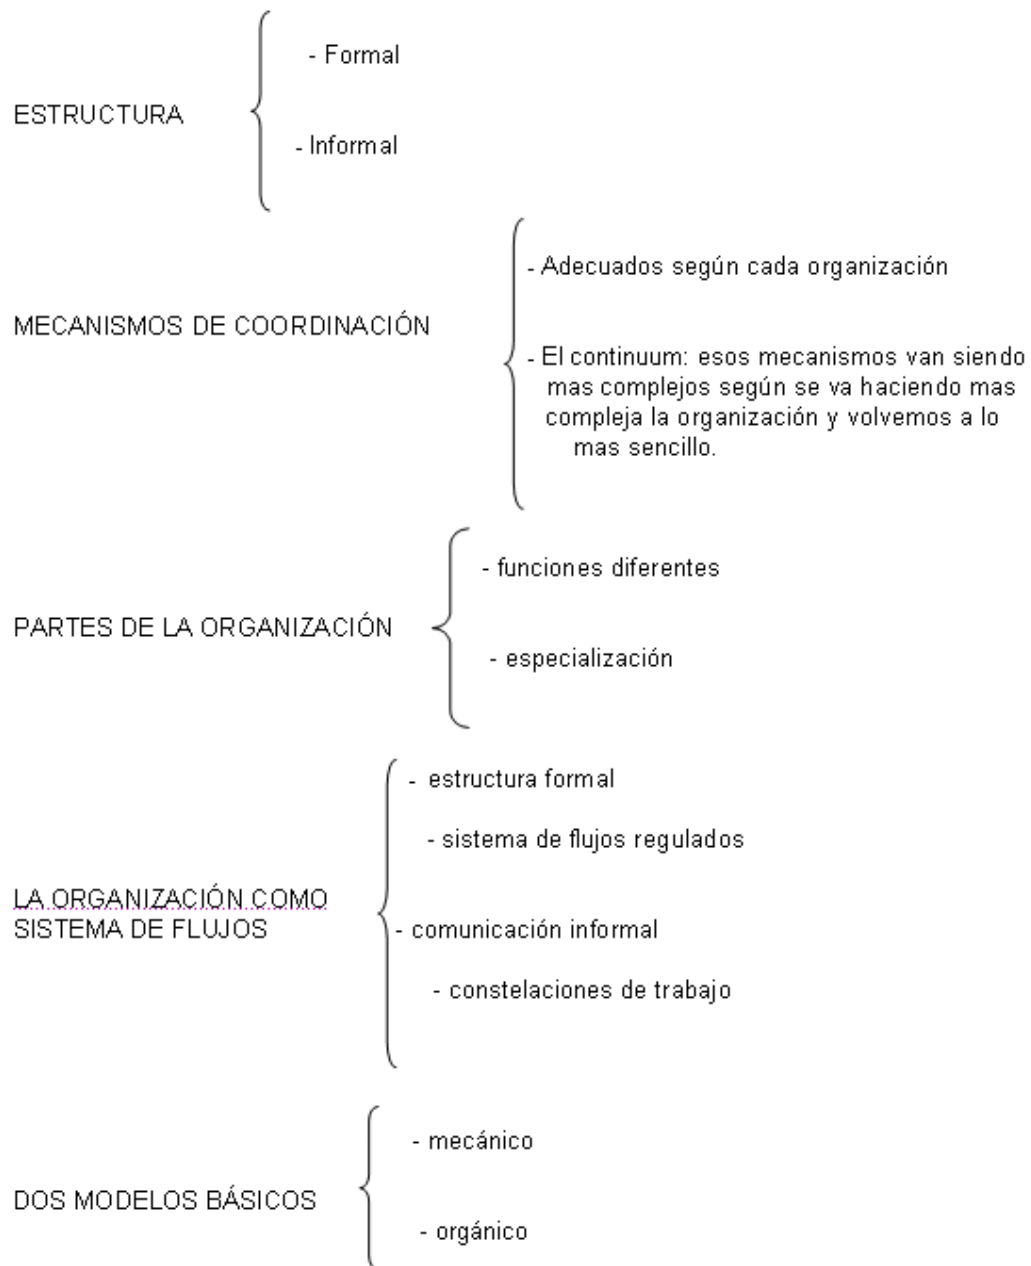 ESTRUCTURA
- Formal
- Informal
MECANISMOS DE COORDINACIÓN
- Adecuados según cada organización
- El continuum: esos mecanismos van siendo
mas complejos según se va haciendo mas
compleja la organización y volvemos a lo
mas sencillo.
PARTES DE LA ORGANIZACIÓN
- funciones diferentes
- especialización
LA ORGANIZACIÓN COMO
SISTEMA DE FLUJOS
- estructura formal
- sistema de flujos regulados
- comunicación informal
- constelaciones de trabajo
DOS MODELOS BÁSICOS
- mecánico
- orgánico